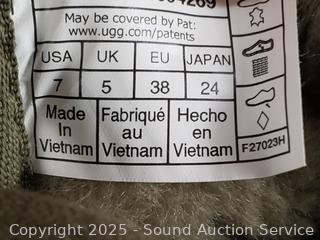 May be covered by Pat:
www.ugg.com/patents
USA UK EU JAPAN
7 5 38 24
Made In Vietnam
Fabriqué au Vietnam
Hecho en Vietnam
F27023H
Copyright © 2025 - Sound Auction Service